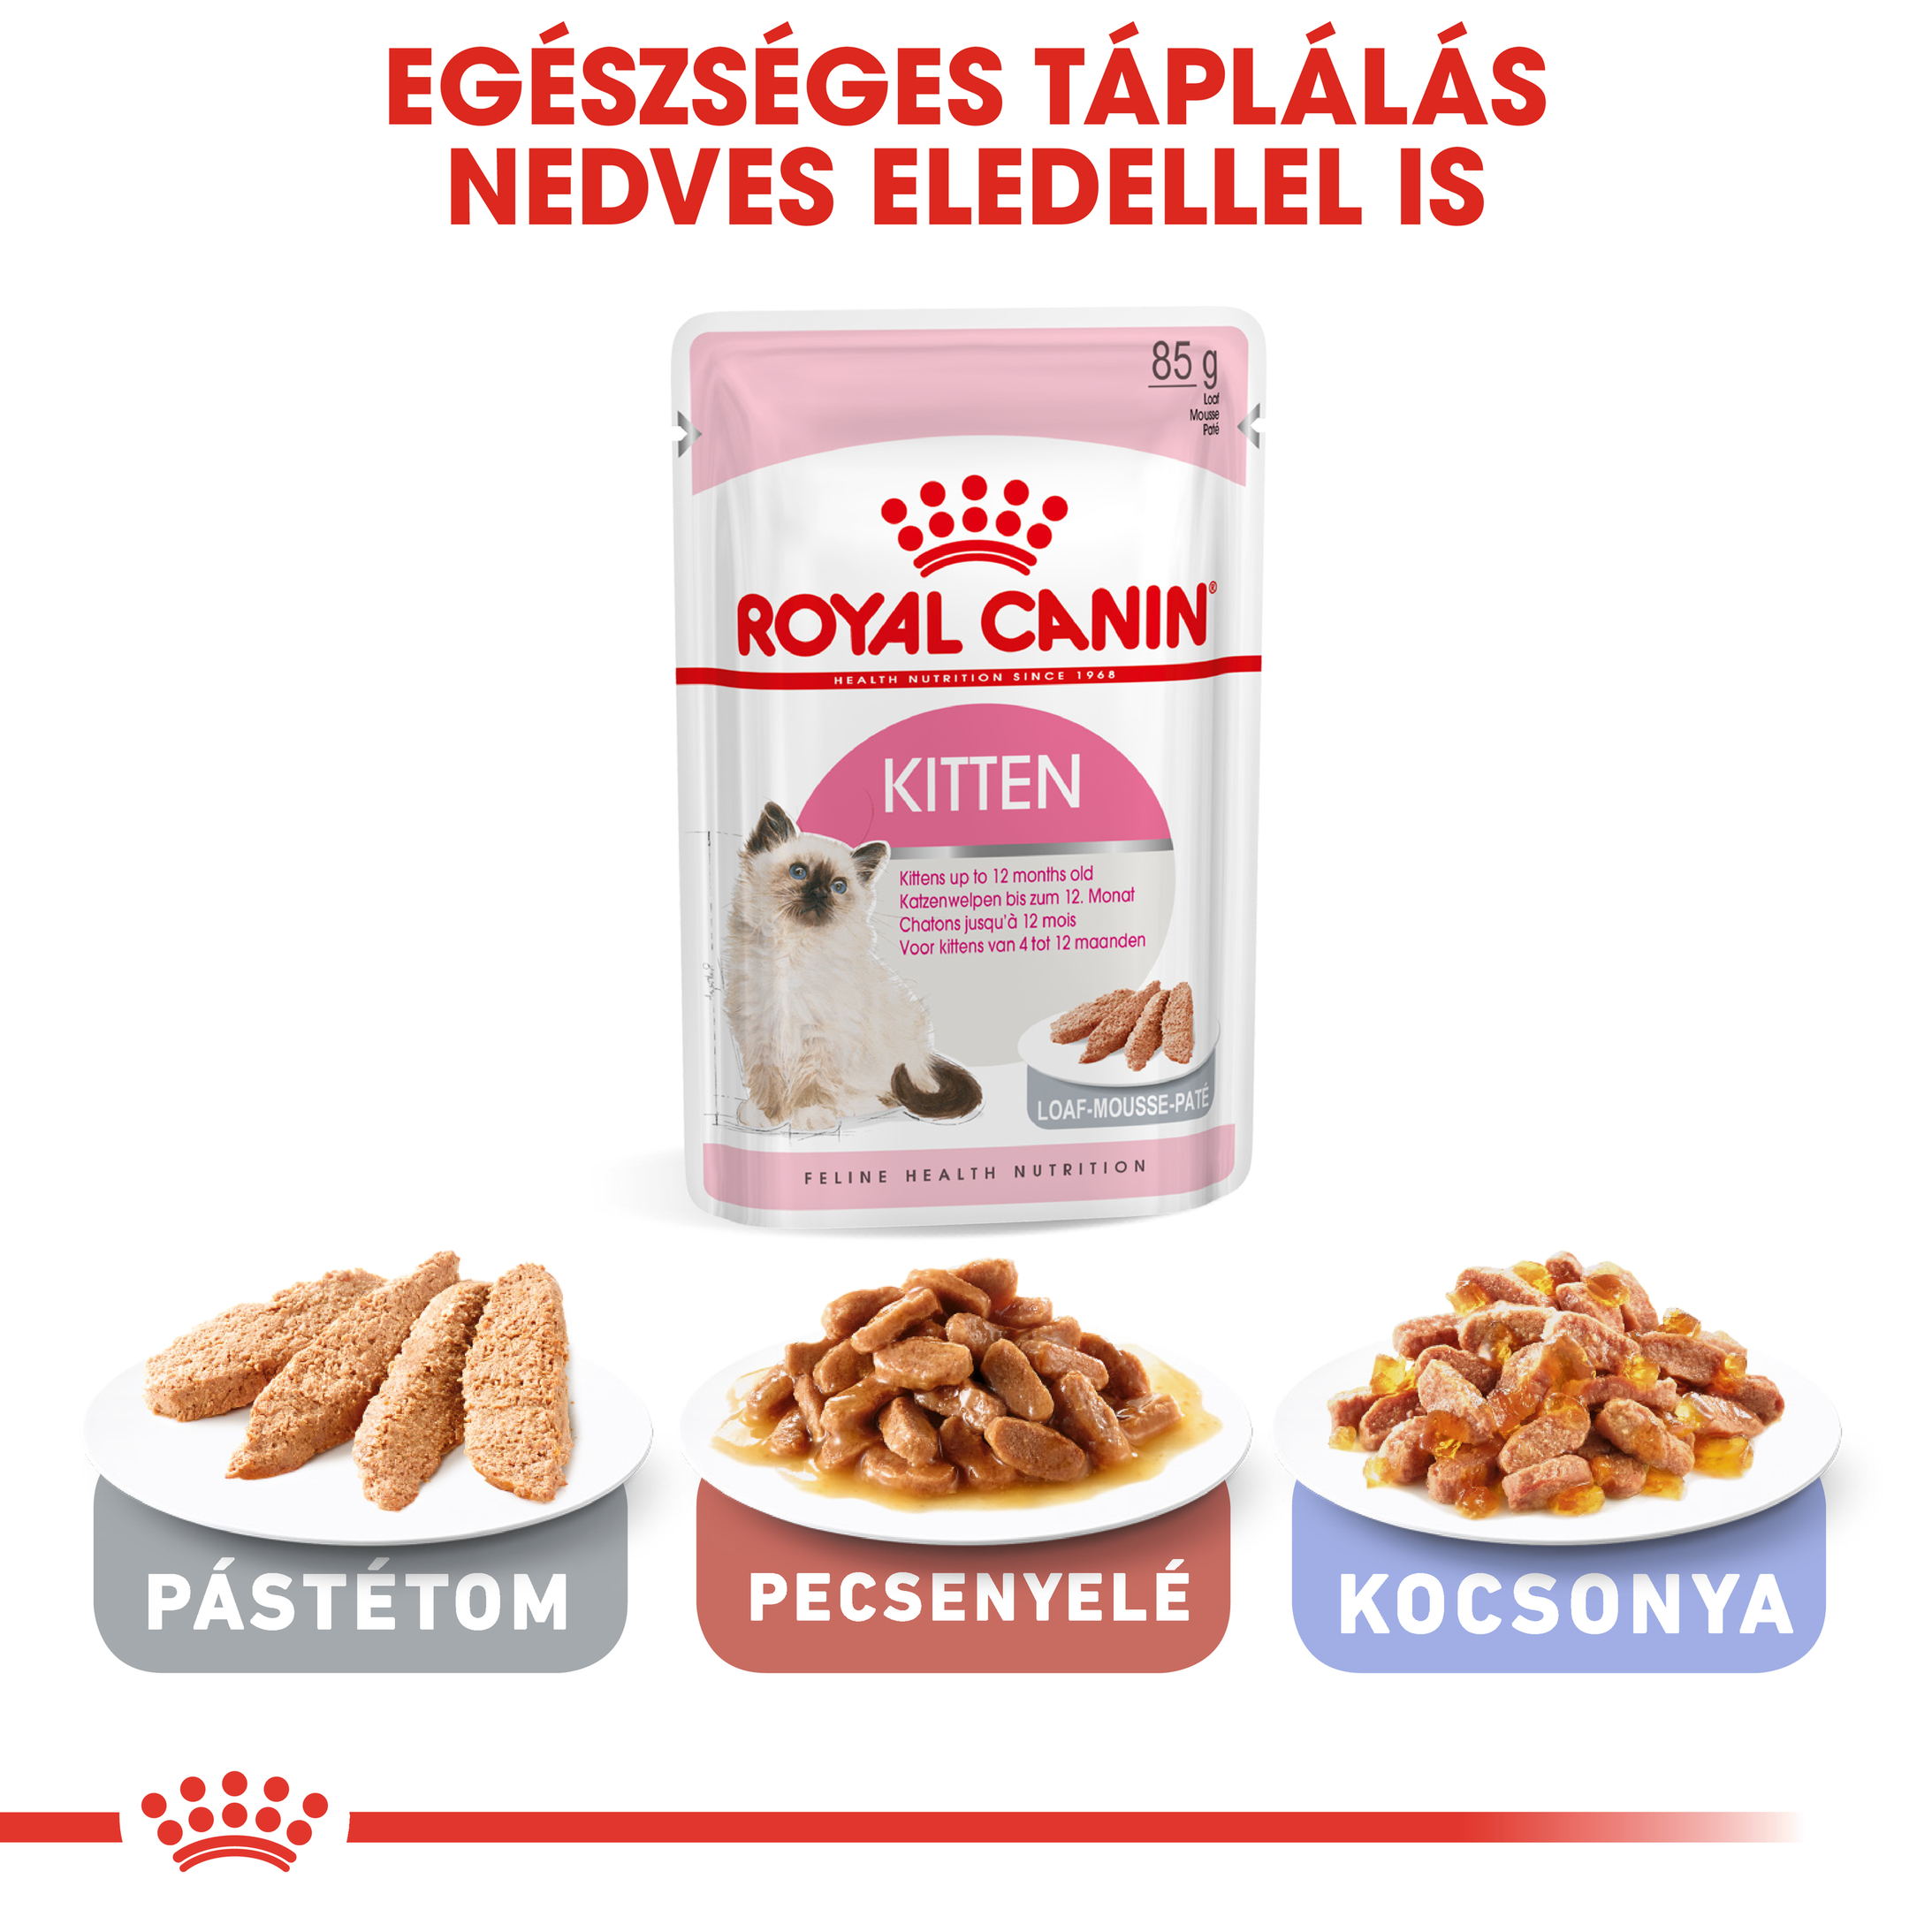 EGÉSZSÉGES TÁPLÁLÁS
NEDVES ELEDELLEL IS
85 g
Loaf
Mousse
Paté
ROYAL CANIN®
HEALTH NUTRITION SINCE 1968
KITTEN
Kittens up to 12 months old
Katzenwelpen bis zum 12. Monat
Chatons jusqu'à 12 mois
Voor kittens van 4 tot 12 maanden
LOAF-MOUSSE-PATÉ
FELINE HEALTH NUTRITION
PÁSTÉTOM
PECSENYELÉ
KOCSONYA